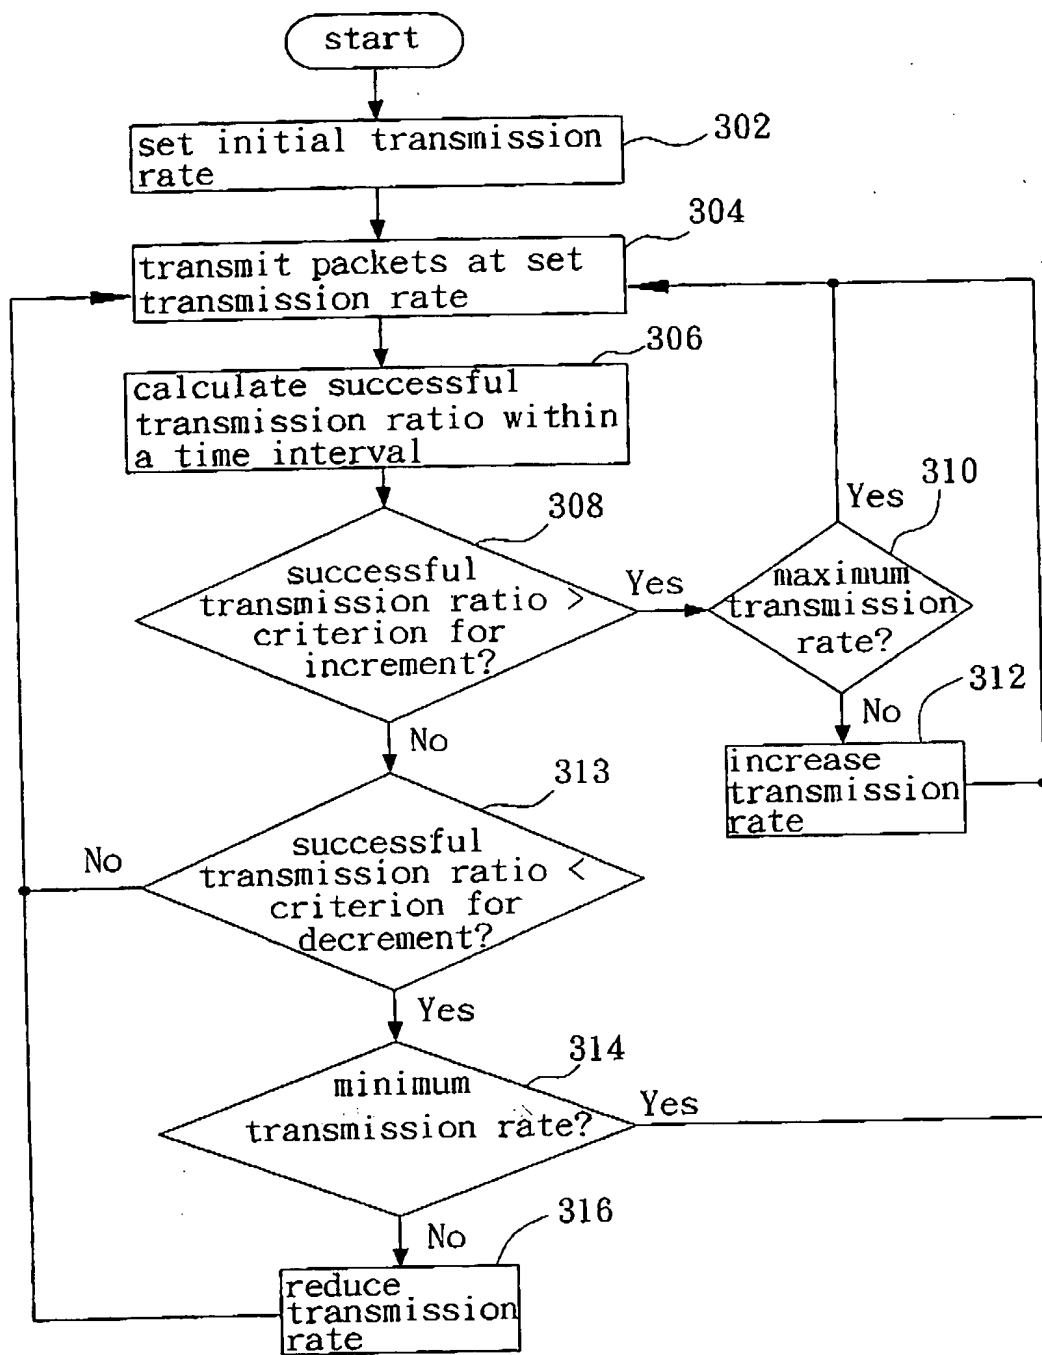 start
302
set initial transmission
rate
304
transmit packets at set
transmission rate
306
calculate successful
transmission ratio within
a time interval
308
successful
transmission ratio >
criterion for
increment?
Yes
310
Yes
maximum
transmission
rate?
No
312
increase
transmission
rate
No
313
successful
transmission ratio <
criterion for
decrement?
No
Yes
314
minimum
transmission rate?
Yes
No
316
reduce
transmission
rate